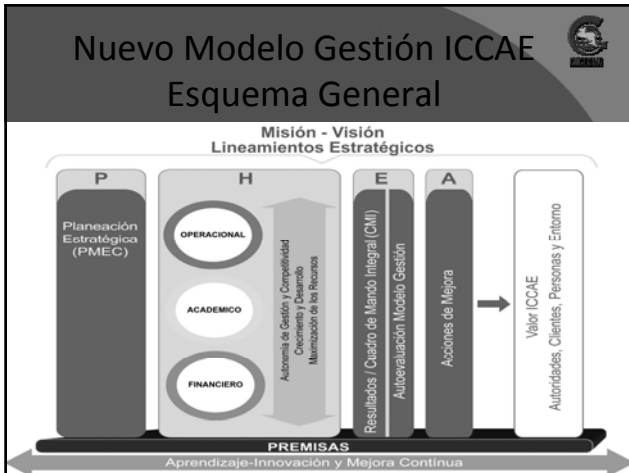 Nuevo Modelo Gestión ICCAE
Esquema General
Misión - Visión
Lineamientos Estratégicos
P
Planeación
Estratégica
(PMEC)
H
OPERACIONAL
ACADEMICO
FINANCIERO
Autonomía de Gestión y Competitividad
Crecimiento y Desarrollo
Maximización de los Recursos
E
Resultados / Cuadro de Mando Integral (CMI)
Autoevaluación Modelo Gestión
A
Acciones de Mejora
Valor ICCAE
Autoridades, Clientes, Personas y Entorno
PREMISAS
Aprendizaje-Innovación y Mejora Contínua